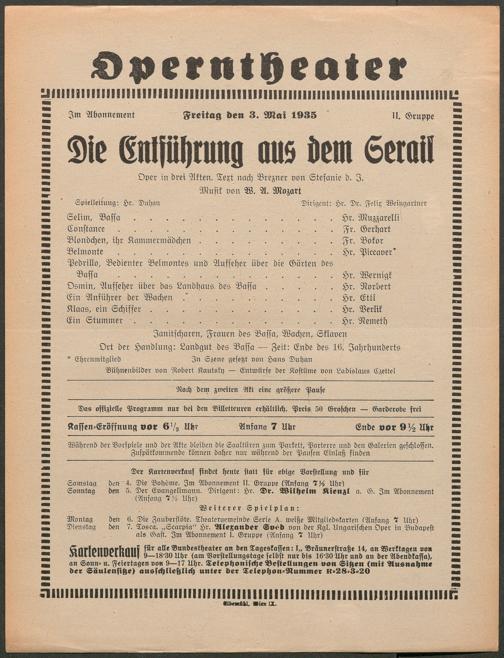 Operntheater
Im Abonnement Freitag den 3. Mai 1935 II. Gruppe
Die Entführung aus dem Serail
Oper in drei Akten. Text nach Brezner von Stefanie d. J.
Musik von W. A. Mozart
Spielleitung: Hr. Duhan Dirigent: Hr. Dr. Felix Weingartner
Selim, Bassa Hr. Muzzarelli
Constance Fr. Gerhart
Blondchen, ihr Kammermädchen Fr. Bokor
Belmonte Hr. Piccaver*
Pedrillo, Bedienter Belmontes und Aufseher über die Gärten des
Bassa Hr. Wernigk
Osmin, Aufseher über das Landhaus des Bassa Hr. Norbert
Ein Anführer der Wachen Hr. Ettl
Klaas, ein Schiffer Hr. Verlik
Ein Stummer Hr. Nemeth
Janitscharen, Frauen des Bassa, Wachen, Sklaven
Ort der Handlung: Landgut des Bassa — Zeit: Ende des 16. Jahrhunderts
* Ehrenmitglied In Szene gesetzt von Hans Duhan
Bühnenbilder von Robert Kautsky — Entwürfe der Kostüme von Ladislaus Czettel
Nach dem zweiten Akt eine größere Pause
Das offizielle Programm nur bei den Billetteuren erhältlich. Preis 50 Groschen — Garderobe frei
Kassen-Eröffnung vor 6½ Uhr Anfang 7 Uhr Ende vor 9½ Uhr
Während der Vorspiele und der Akte bleiben die Saaltüren zum Parkett, Parterre und den Galerien geschlossen.
Zuspätkommende können daher nur während der Pausen Einlaß finden
Der Kartenverkauf findet heute statt für obige Vorstellung und für
Samstag den 4. Die Bohème. Im Abonnement II. Gruppe (Anfang 7½ Uhr)
Sonntag den 5. Der Evangelimann. Dirigent: Hr. Dr. Wilhelm Kienzl a. G. Im Abonnement
(Anfang 7½ Uhr)
Weiterer Spielplan:
Montag den 6. Die Zauberflöte. Theatergemeinde Serie A, weiße Mitgliedskarten (Anfang 7 Uhr)
Dienstag den 7. Tosca. „Scarpia“ Hr. Alexander Sved von der Kgl. Ungarischen Oper in Budapest
als Gast. Im Abonnement I. Gruppe (Anfang 7 Uhr)
Kartenverkauf für alle Bundestheater an den Tageskassen: I., Bräunerstraße 14, an Werktagen von
9—18'30 Uhr (am Vorstellungstage selbst nur bis 16'30 Uhr und an der Abendkassa),
an Sonn- u. Feiertagen von 9—17 Uhr. Telephonische Bestellungen von Sitzen (mit Ausnahme
der Säulensitze) ausschließlich unter der Telephon-Nummer R-28-3-20
Elbemühl, Wien IX.